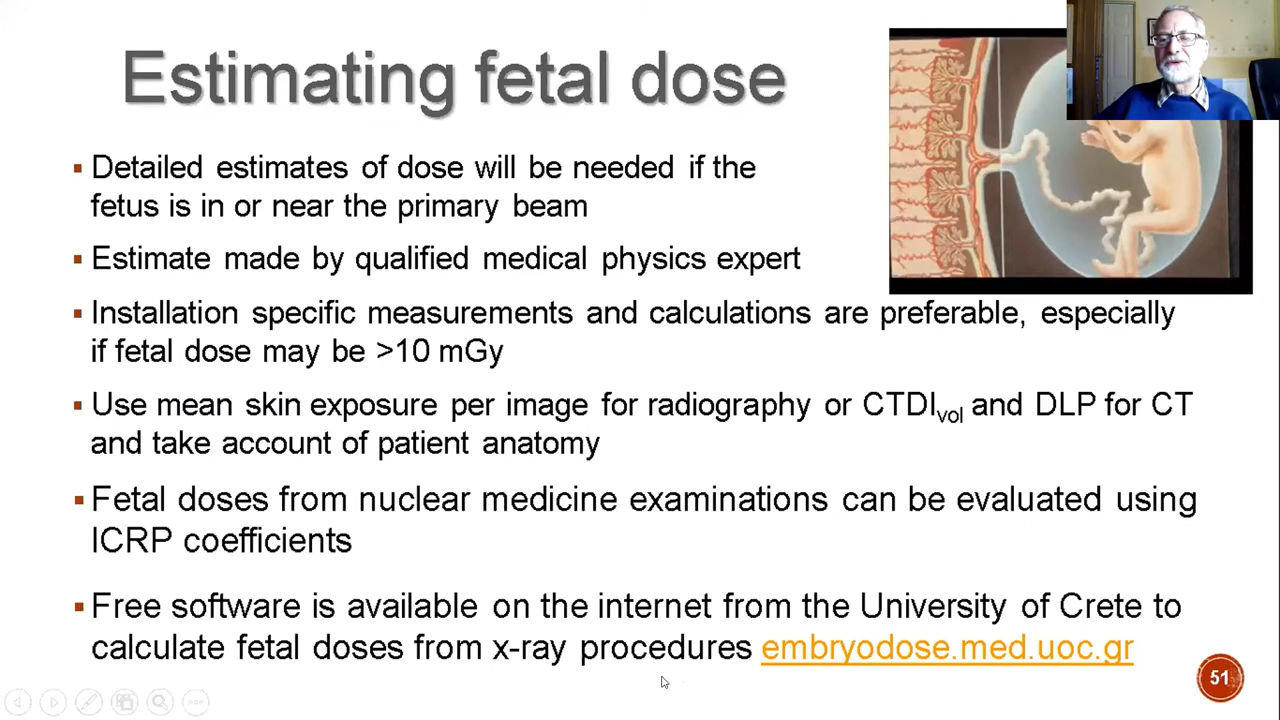 Estimating fetal dose
▪ Detailed estimates of dose will be needed if the
fetus is in or near the primary beam
▪ Estimate made by qualified medical physics expert
▪ Installation specific measurements and calculations are preferable, especially
if fetal dose may be >10 mGy
▪ Use mean skin exposure per image for radiography or CTDIvol and DLP for CT
and take account of patient anatomy
▪ Fetal doses from nuclear medicine examinations can be evaluated using
ICRP coefficients
▪ Free software is available on the internet from the University of Crete to
calculate fetal doses from x-ray procedures embryodose.med.uoc.gr
51